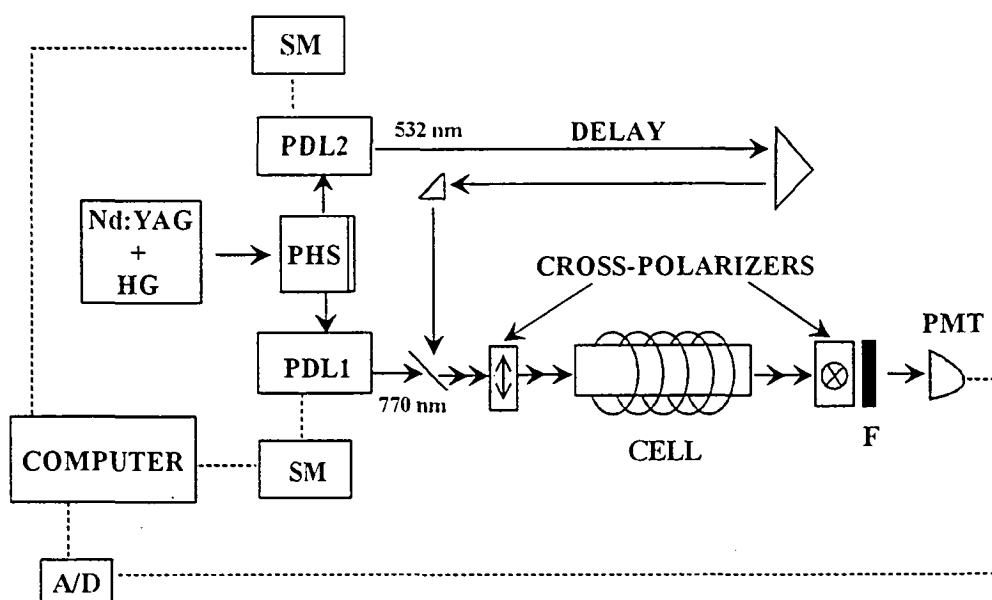 SM
PDL2
532 nm
DELAY
Nd:YAG
+
HG
PHS
CROSS-POLARIZERS
PMT
PDL1
770 nm
CELL
F
COMPUTER
SM
A/D